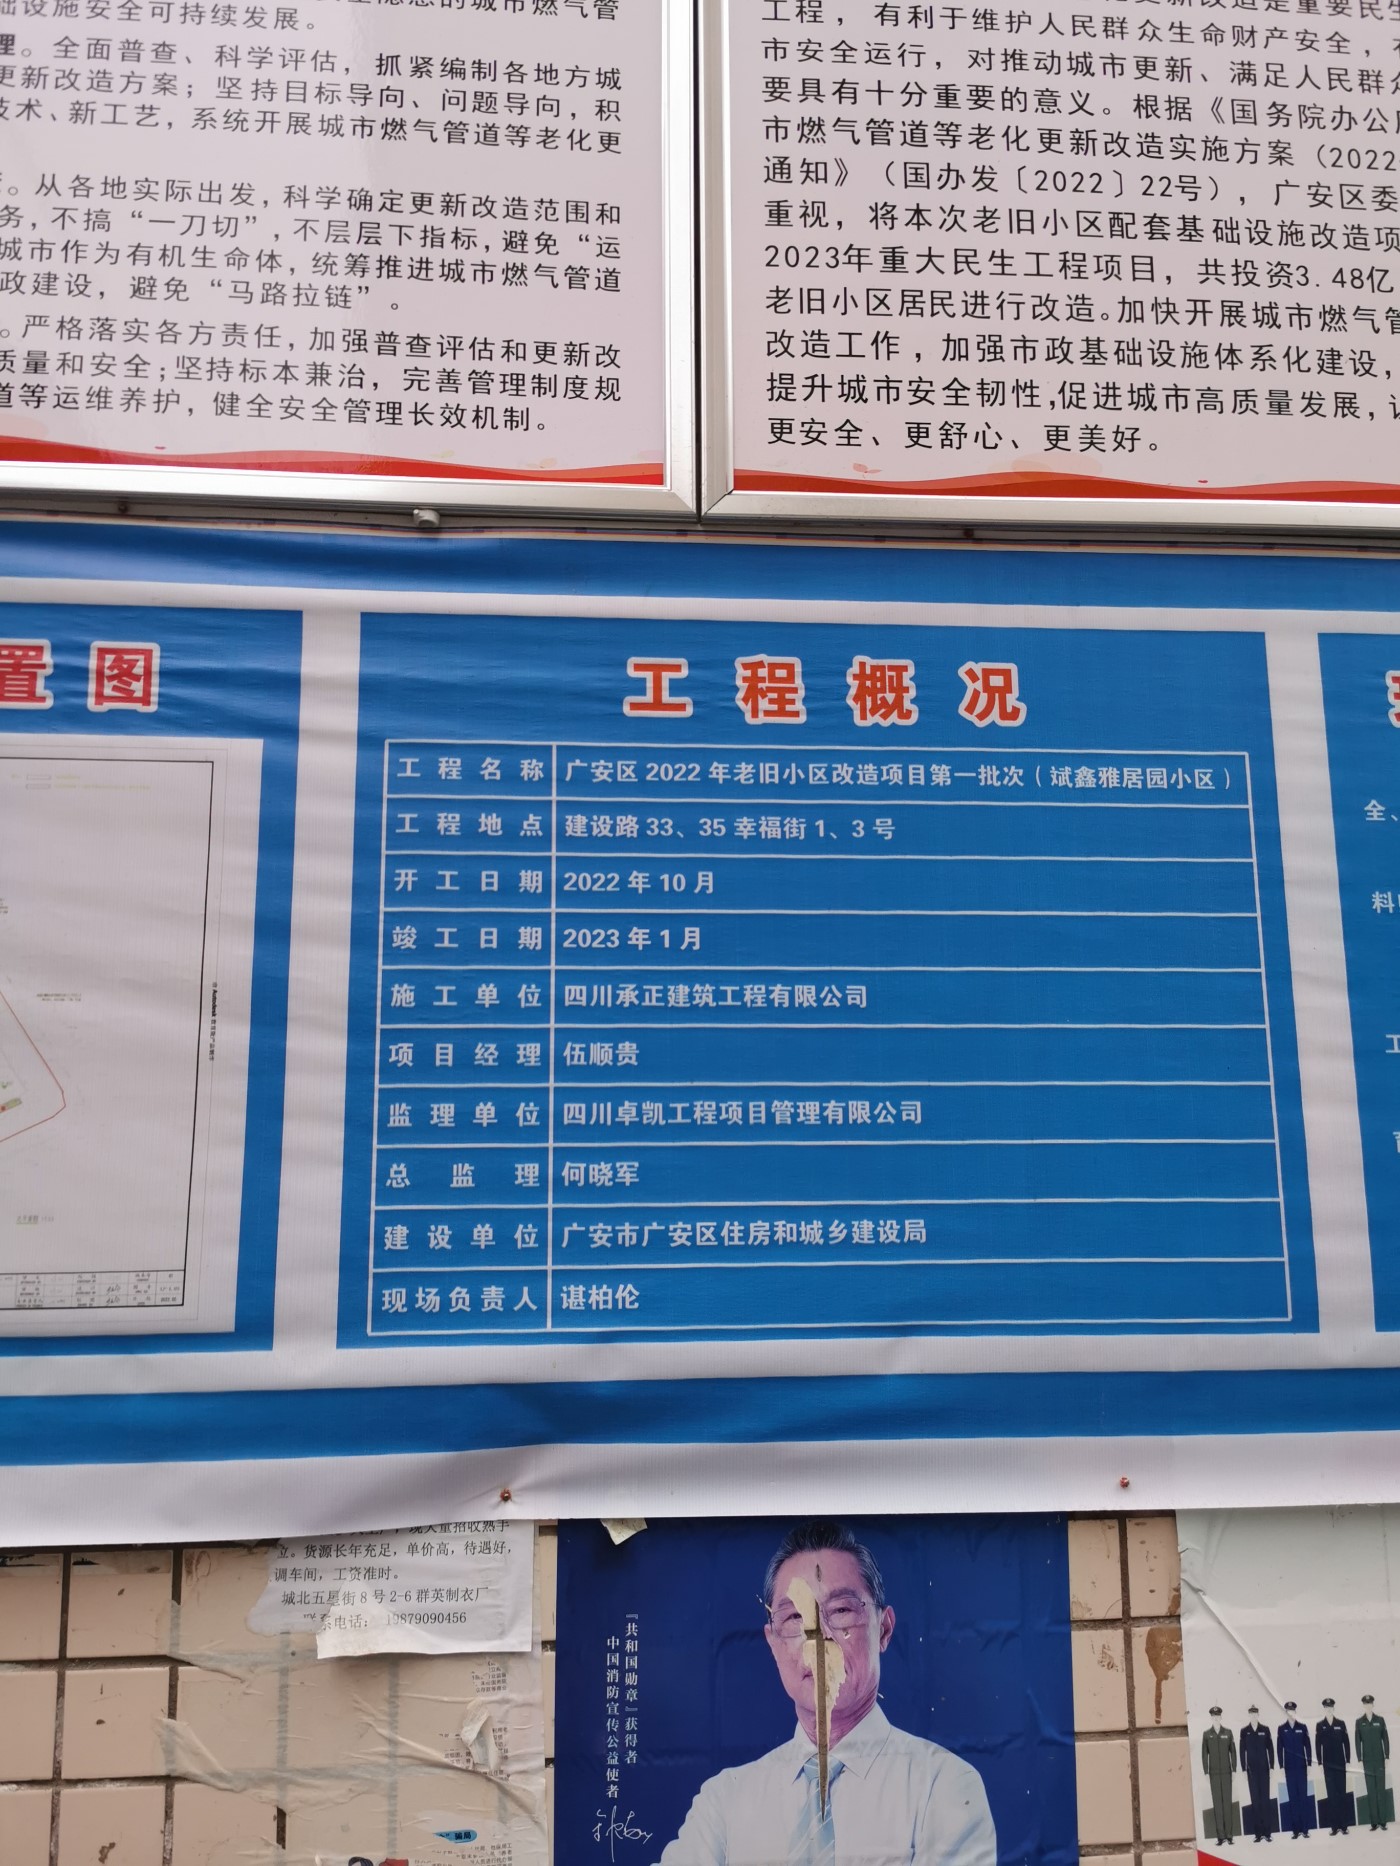 础设施安全可持续发展。
理。全面普查、科学评估，抓紧编制各地方城
更新改造方案；坚持目标导向、问题导向，积
技术、新工艺，系统开展城市燃气管道等老化更
。从各地实际出发，科学确定更新改造范围和
务，不搞“一刀切”，不层层下指标，避免“运
城市作为有机生命体，统筹推进城市燃气管道
政建设，避免“马路拉链”。
。严格落实各方责任，加强普查评估和更新改
质量和安全；坚持标本兼治，完善管理制度规
道等运维养护，健全安全管理长效机制。
工程，有利于维护人民群众生命财产安全，有
市安全运行，对推动城市更新、满足人民群众
要具有十分重要的意义。根据《国务院办公厅
市燃气管道等老化更新改造实施方案（2022
通知》（国办发〔2022〕22号），广安区委
重视，将本次老旧小区配套基础设施改造项
2023年重大民生工程项目，共投资3.48亿
老旧小区居民进行改造。加快开展城市燃气管
改造工作，加强市政基础设施体系化建设，
提升城市安全韧性，促进城市高质量发展，让
更安全、更舒心、更美好。
置图
工程概况
工程名称 广安区2022年老旧小区改造项目第一批次（斌鑫雅居园小区）
工程地点 建设路33、35幸福街1、3号
开工日期 2022年10月
竣工日期 2023年1月
施工单位 四川承正建筑工程有限公司
项目经理 伍顺贵
监理单位 四川卓凯工程项目管理有限公司
总监理 何晓军
建设单位 广安市广安区住房和城乡建设局
现场负责人 谌柏伦
全、
立。货源长年充足，单价高，待遇好，
调车间，工资准时。
城北五星街8号2-6群英制衣厂
联系电话：19879090456
『共和国勋章』获得者
中国消防宣传公益使者
骗局